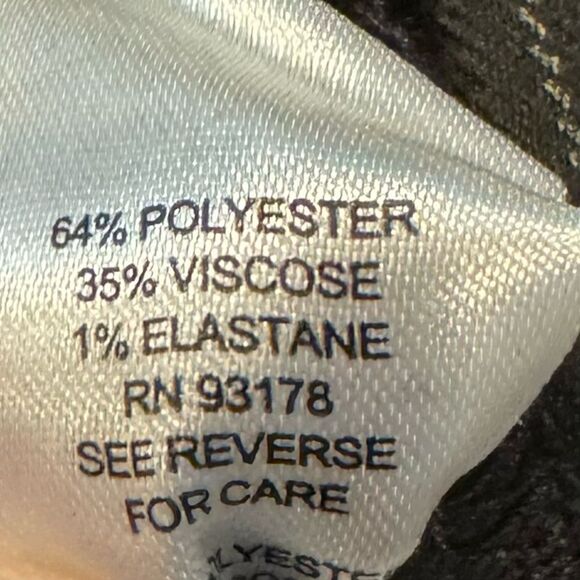 64% POLYESTER
35% VISCOSE
1% ELASTANE
RN 93178
SEE REVERSE
FOR CARE